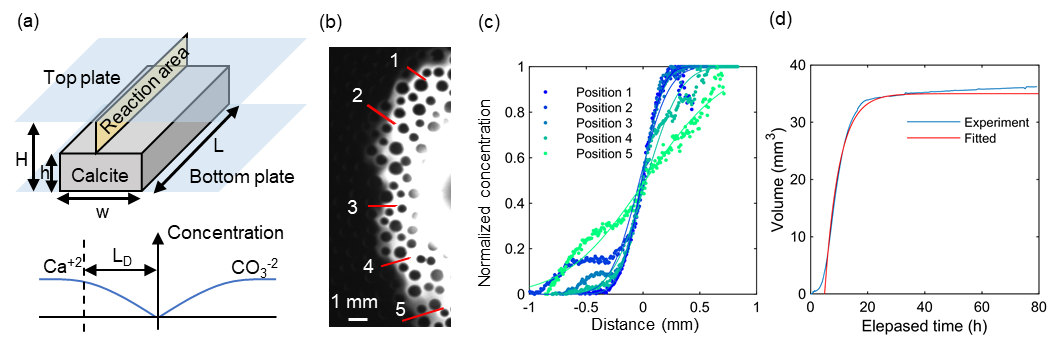 (a)
Top plate
Reaction area
H
h
Calcite
L
w
Bottom plate
Concentration
Ca+2
LD
CO3-2
(b)
1
2
3
4
5
1 mm
(c)
Normalized concentration
1
0.8
0.6
0.4
0.2
0
Position 1
Position 2
Position 3
Position 4
Position 5
-1 -0.5 0 0.5 1
Distance (mm)
(d)
Volume (mm3)
40
30
20
10
0
Experiment
Fitted
0 20 40 60 80
Elepased time (h)